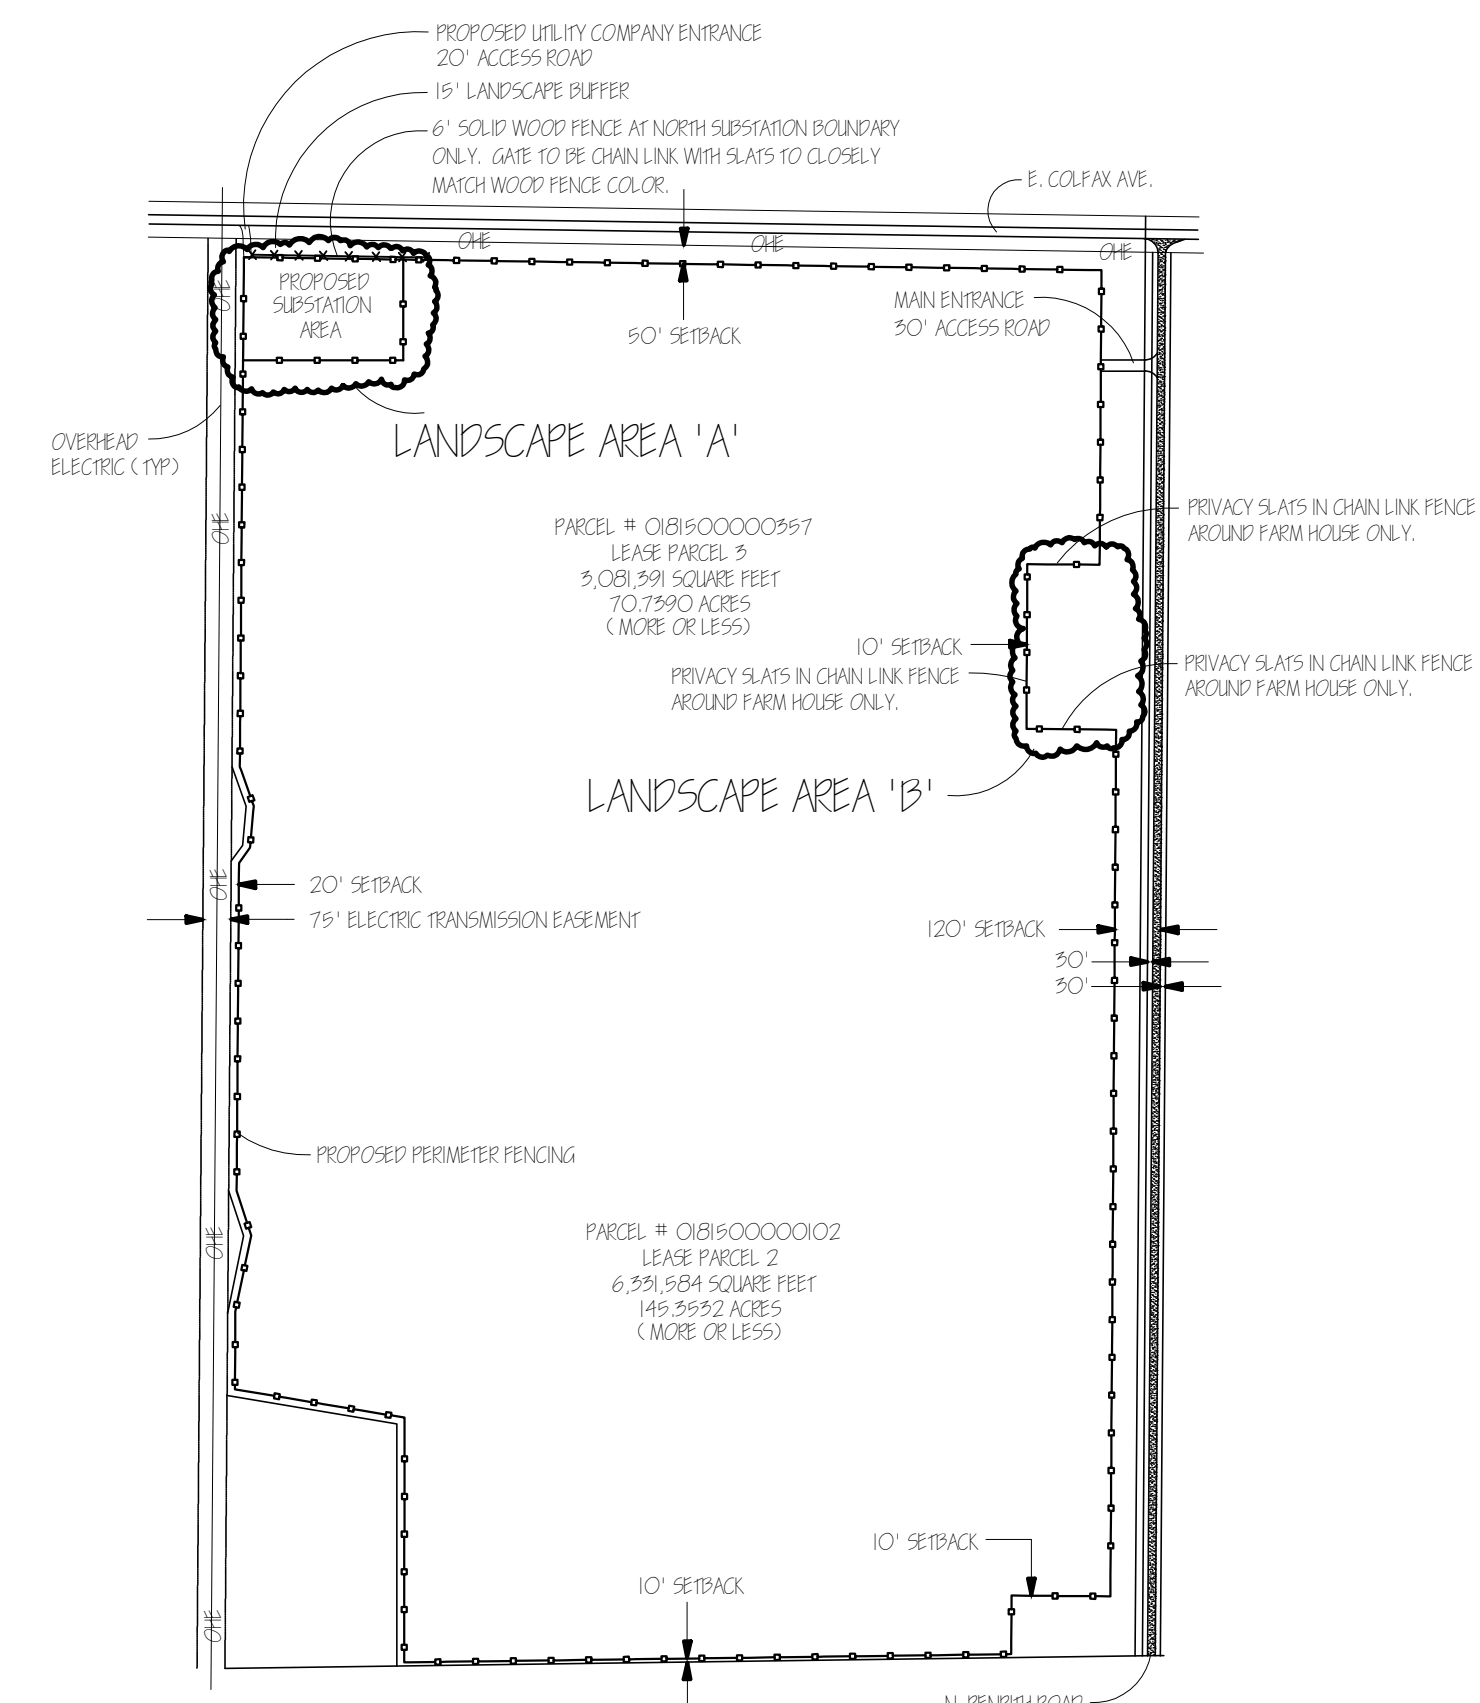 PROPOSED UTILITY COMPANY ENTRANCE
20' ACCESS ROAD
15' LANDSCAPE BUFFER
6' SOLID WOOD FENCE AT NORTH SUBSTATION BOUNDARY
ONLY. GATE TO BE CHAIN LINK WITH SLATS TO CLOSELY
MATCH WOOD FENCE COLOR.
E. COLFAX AVE.
OHE
OHE
OHE
OHE
PROPOSED
SUBSTATION
AREA
50' SETBACK
MAIN ENTRANCE
30' ACCESS ROAD
OVERHEAD
ELECTRIC (TYP)
LANDSCAPE AREA 'A'
OHE
PARCEL # 0181500000357
LEASE PARCEL 3
3,081,391 SQUARE FEET
70.7390 ACRES
(MORE OR LESS)
PRIVACY SLATS IN CHAIN LINK FENCE
AROUND FARM HOUSE ONLY.
10' SETBACK
PRIVACY SLATS IN CHAIN LINK FENCE
AROUND FARM HOUSE ONLY.
PRIVACY SLATS IN CHAIN LINK FENCE
AROUND FARM HOUSE ONLY.
LANDSCAPE AREA 'B'
OHE
20' SETBACK
75' ELECTRIC TRANSMISSION EASEMENT
120' SETBACK
30'
30'
PROPOSED PERIMETER FENCING
OHE
PARCEL # 0181500000102
LEASE PARCEL 2
6,331,584 SQUARE FEET
145.3532 ACRES
(MORE OR LESS)
10' SETBACK
10' SETBACK
OHE
N. PENRITH ROAD